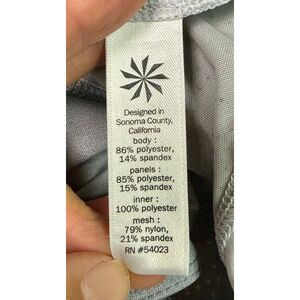 Designed in
Sonoma County,
California
body :
86% polyester,
14% spandex
panels :
85% polyester,
15% spandex
inner :
100% polyester
mesh :
79% nylon,
21% spandex
RN #54023